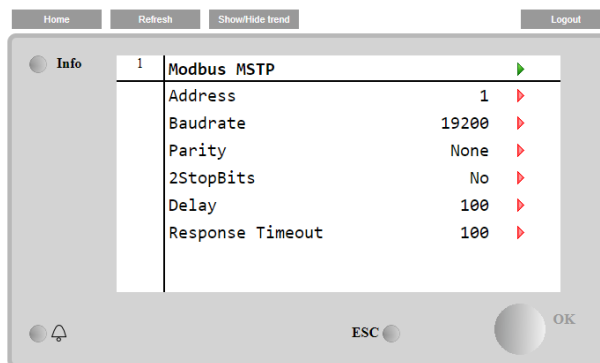 Home Refresh Show/Hide trend Logout
Info
1 Modbus MSTP
Address 1
Baudrate 19200
Parity None
2StopBits No
Delay 100
Response Timeout 100
ESC OK